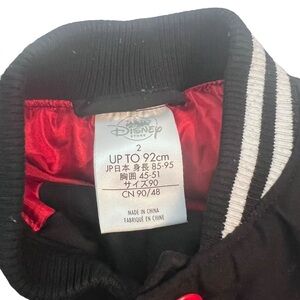 Disney
STORE
2
UP TO 92cm
JP日本 身長 85-95
胸囲 45-51
サイズ90
CN 90/48
MADE IN CHINA
FABRIQUÉ EN CHINE